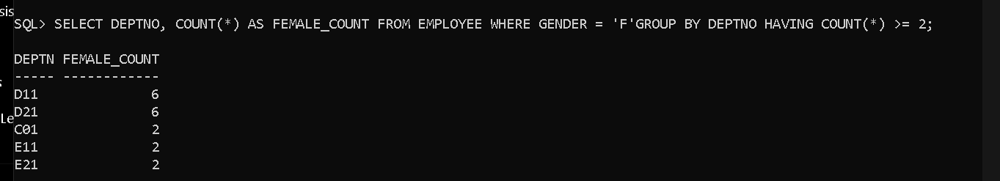 sis
SQL> SELECT DEPTNO, COUNT(*) AS FEMALE_COUNT FROM EMPLOYEE WHERE GENDER = 'F'GROUP BY DEPTNO HAVING COUNT(*) >= 2;
DEPTN FEMALE_COUNT
----- ------------
D11 6
D21 6
Le
C01 2
E11 2
E21 2